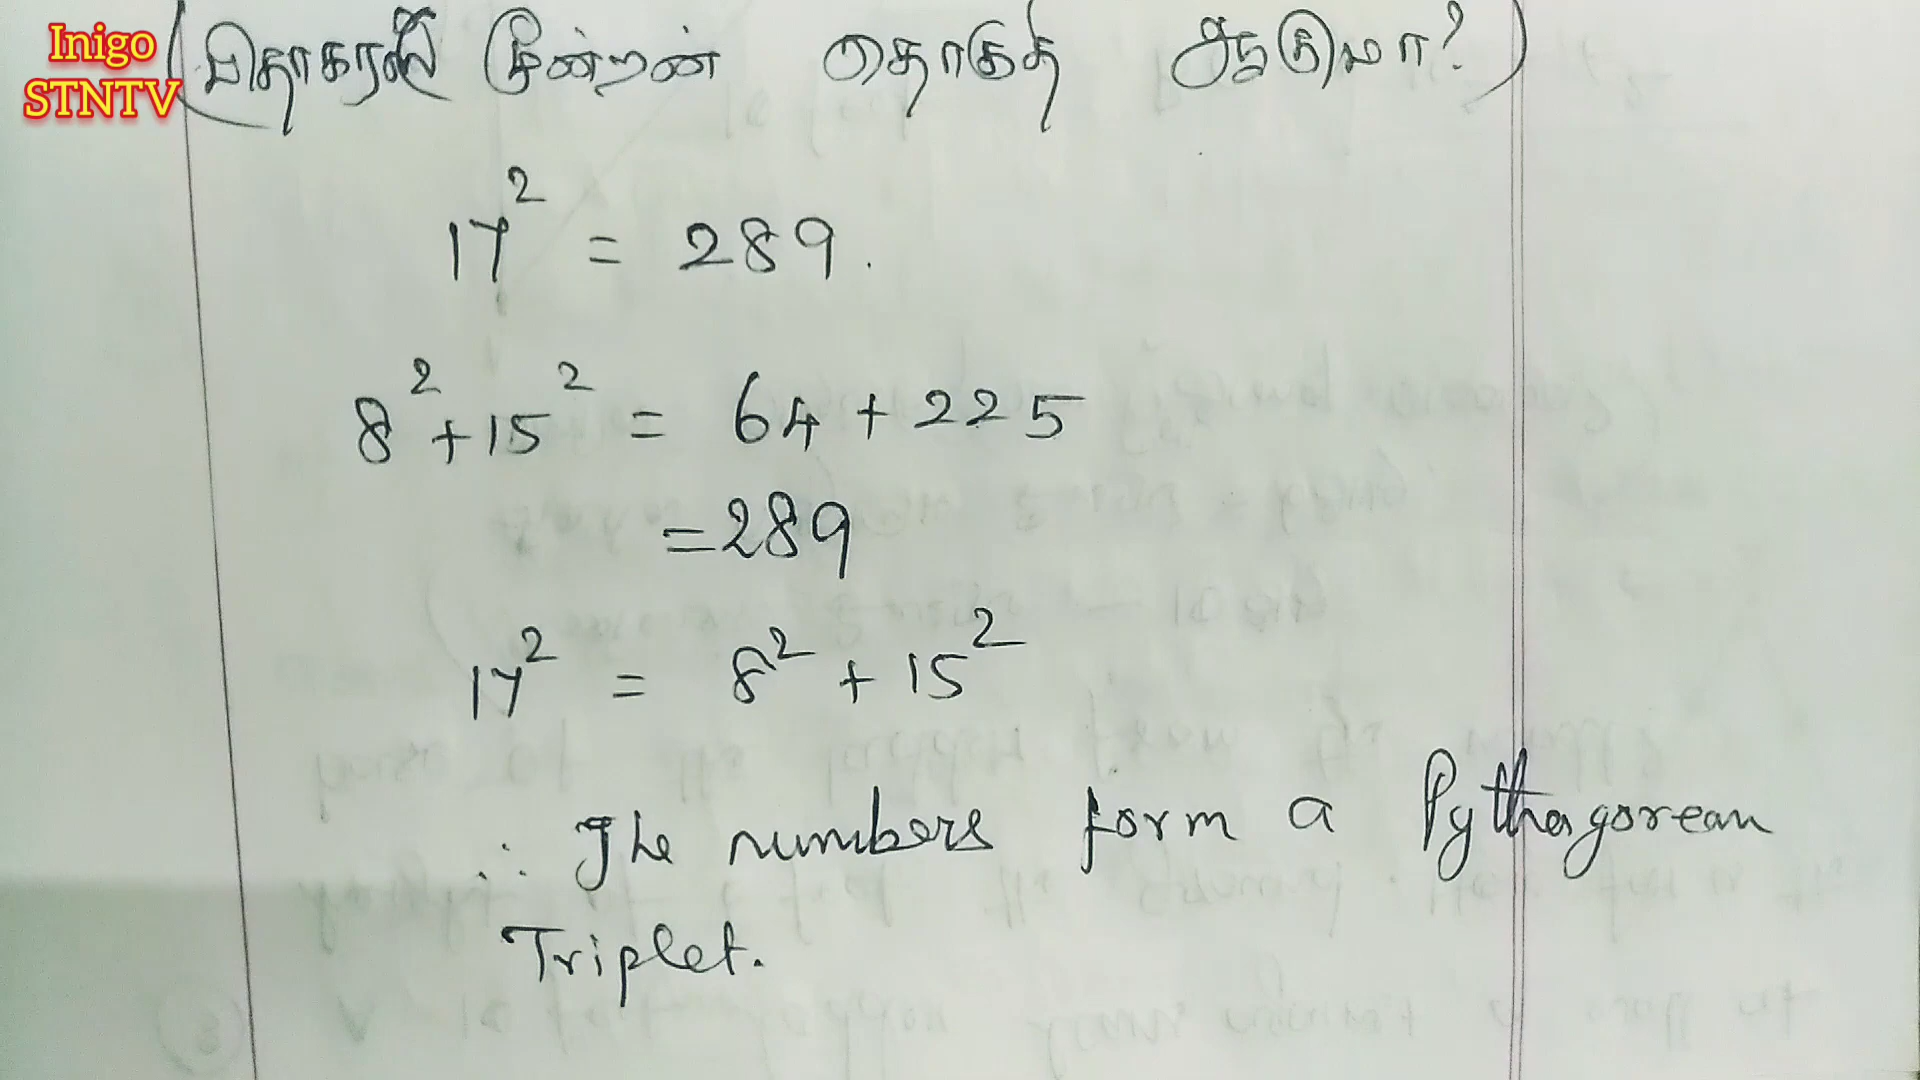 Inigo
STNTV
(பிதாகரஸ் மூன்றன் தொகுதி ஆகுமா?)
17² = 289.
8² + 15² = 64 + 225
= 289
17² = 8² + 15²
∴ The numbers form a Pythagorean
Triplet.